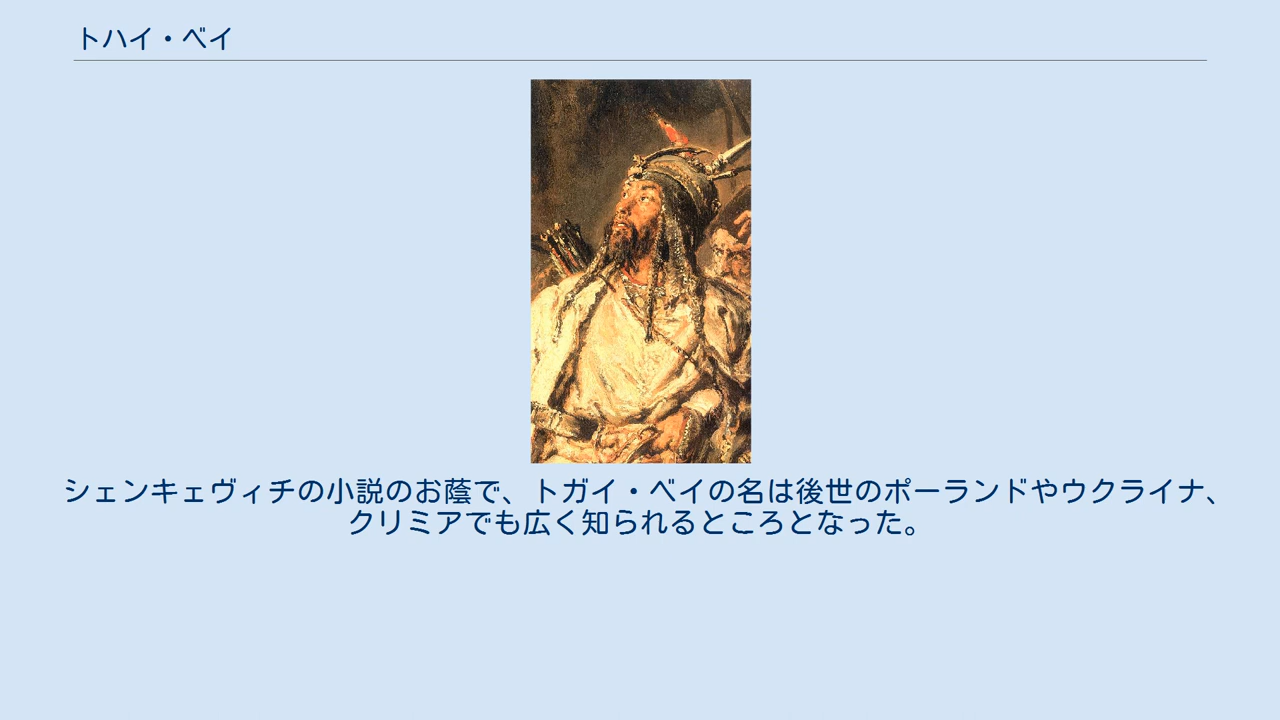 トハイ・ベイ
シェンキェヴィチの小説のお蔭で、トガイ・ベイの名は後世のポーランドやウクライナ、
クリミアでも広く知られるところとなった。